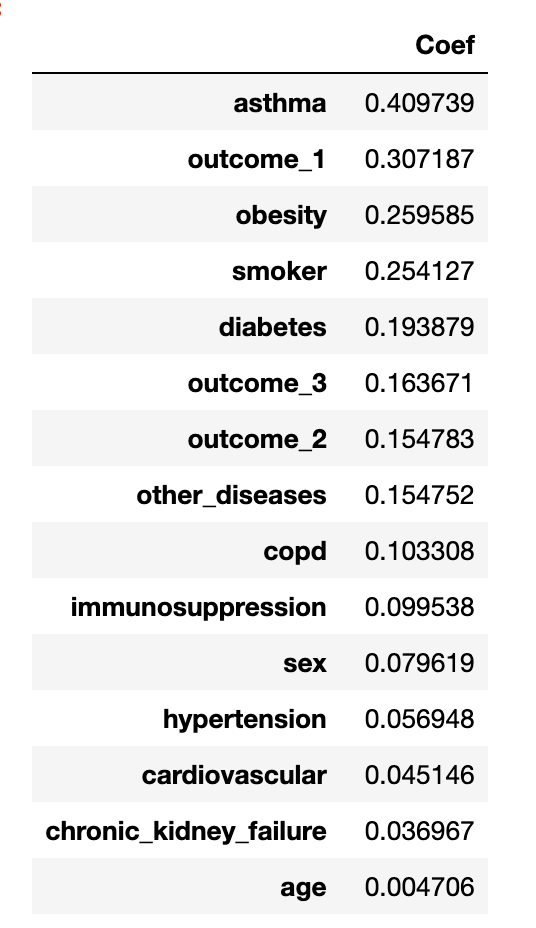 Coef
asthma 0.409739
outcome_1 0.307187
obesity 0.259585
smoker 0.254127
diabetes 0.193879
outcome_3 0.163671
outcome_2 0.154783
other_diseases 0.154752
copd 0.103308
immunosuppression 0.099538
sex 0.079619
hypertension 0.056948
cardiovascular 0.045146
chronic_kidney_failure 0.036967
age 0.004706